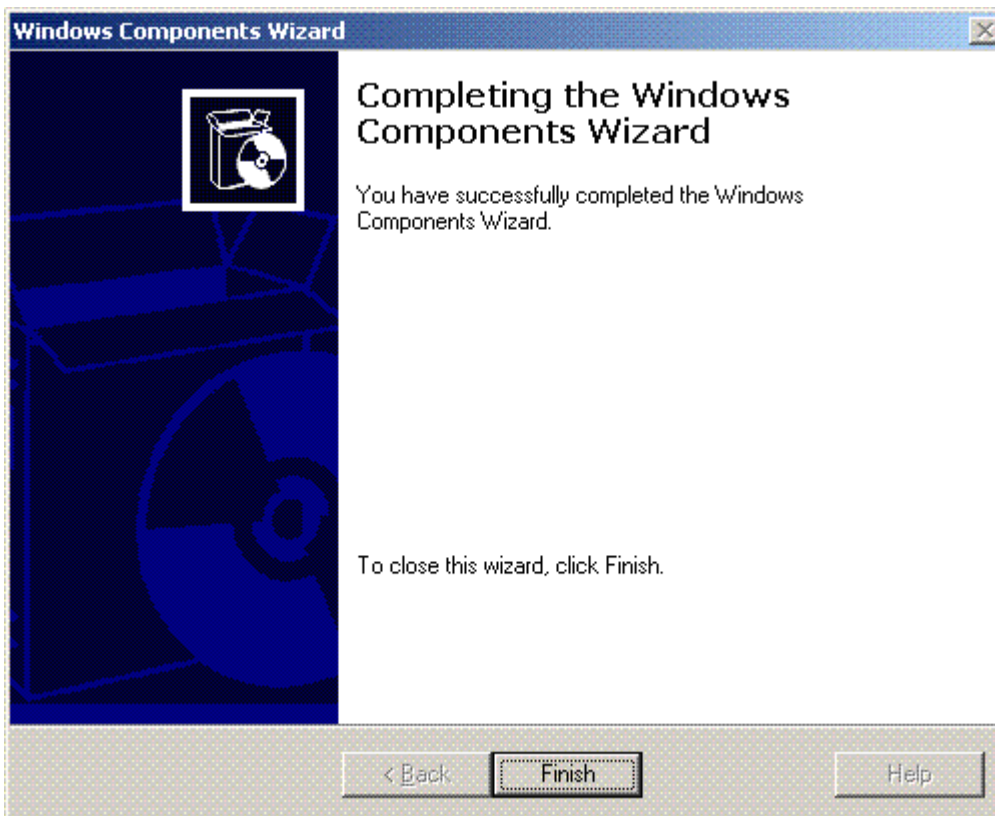 Windows Components Wizard
Completing the Windows
Components Wizard
You have successfully completed the Windows
Components Wizard.
To close this wizard, click Finish.
< Back
Finish
Help